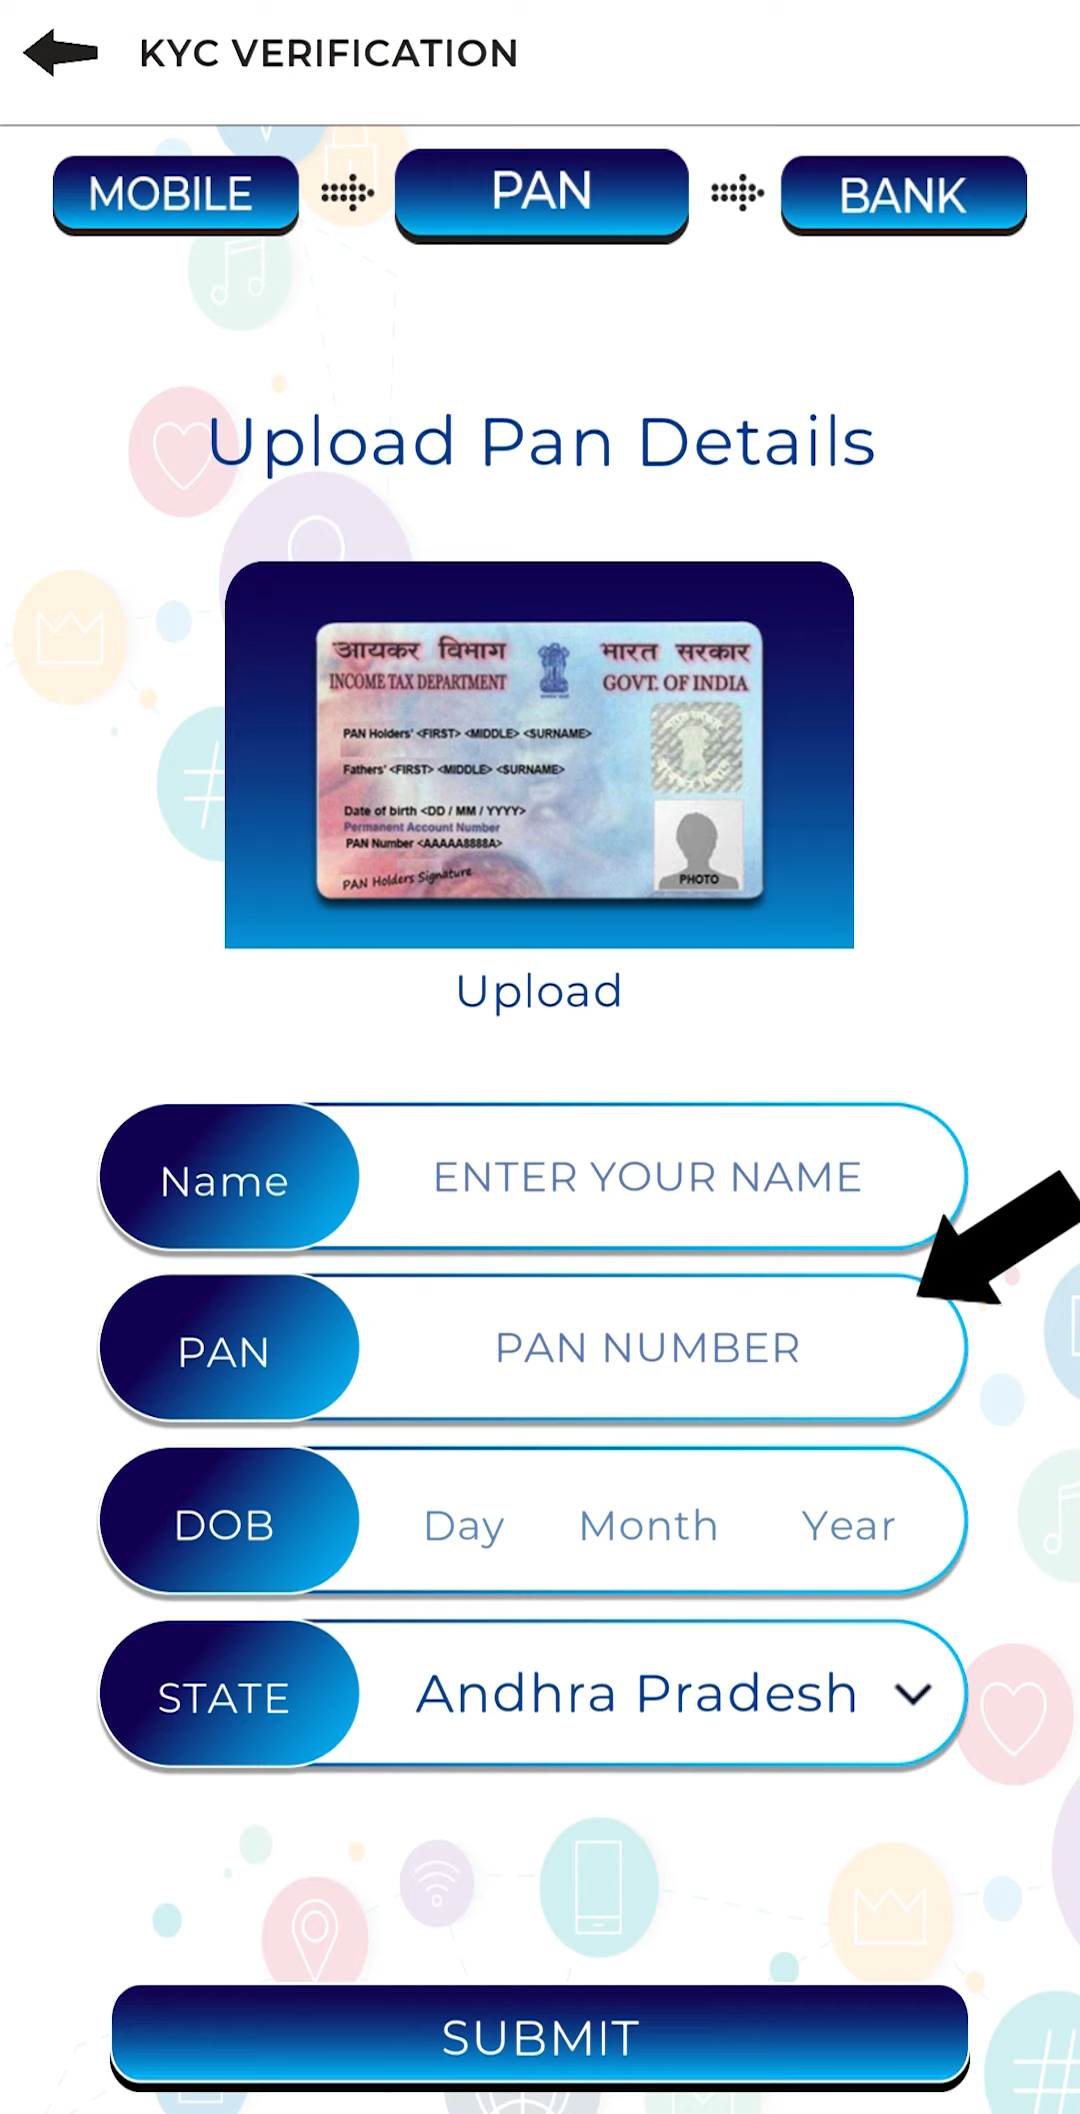 KYC VERIFICATION
MOBILE PAN BANK
Upload Pan Details
आयकर विभाग भारत सरकार
INCOME TAX DEPARTMENT GOVT. OF INDIA
PAN Holders' <FIRST> <MIDDLE> <SURNAME>
Fathers' <FIRST> <MIDDLE> <SURNAME>
Date of birth <DD / MM / YYYY>
Permanent Account Number
PAN Number <AAAAA8888A>
PAN Holders Signature
PHOTO
Upload
Name ENTER YOUR NAME
PAN PAN NUMBER
DOB Day Month Year
STATE Andhra Pradesh
SUBMIT